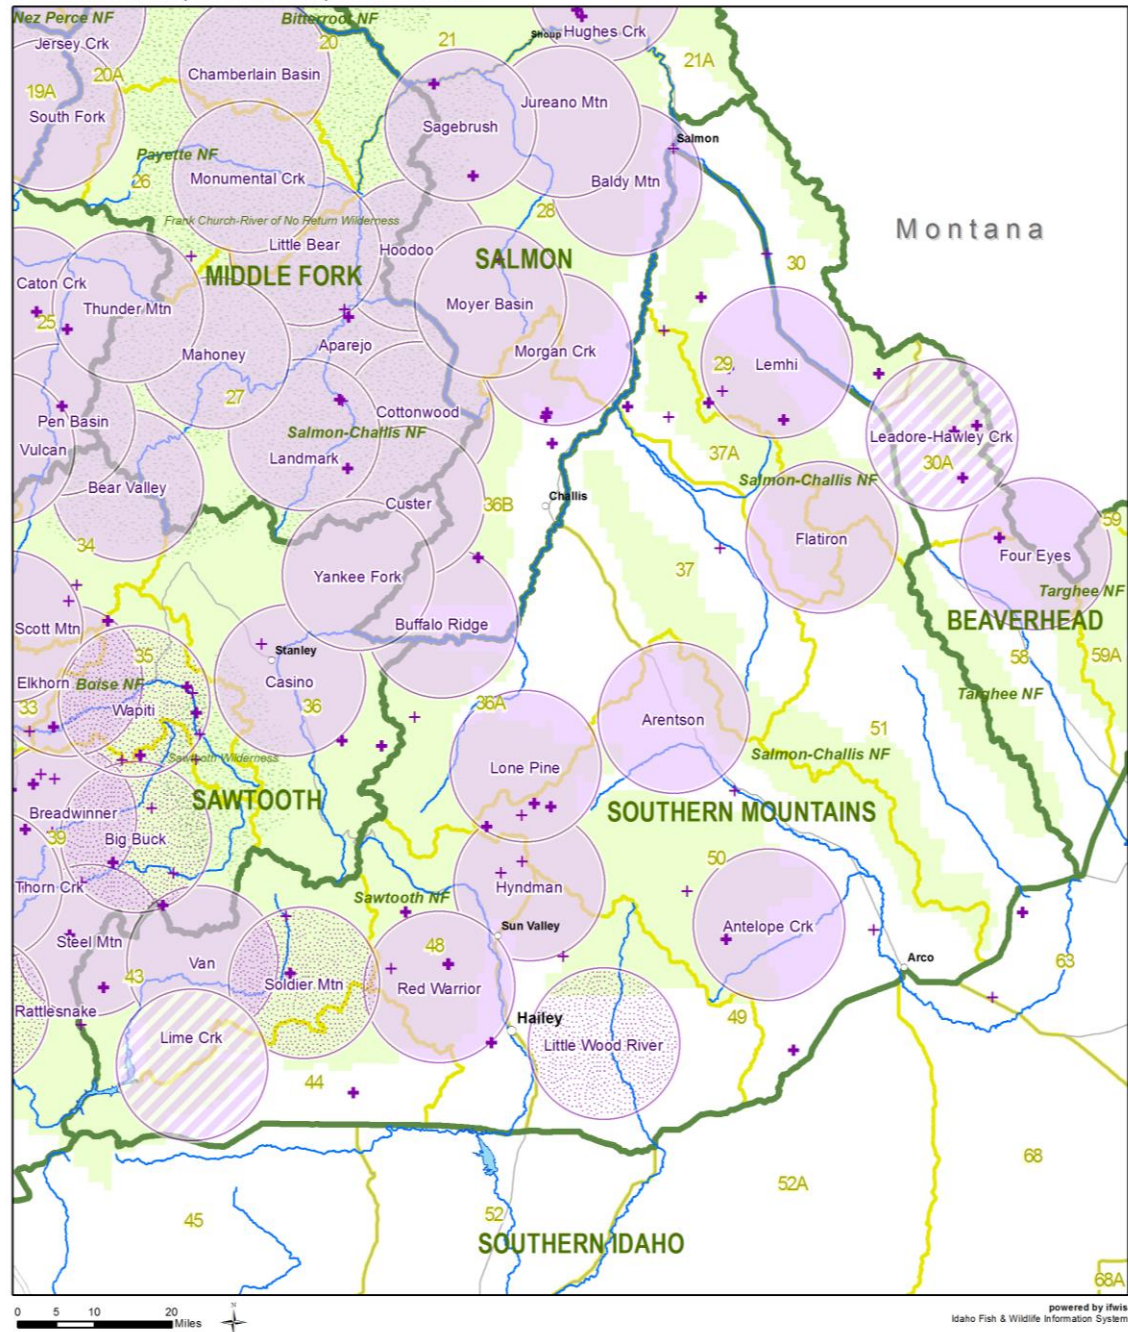 Nez Perce NF
Bitterroot NF
Jersey Crk
20
21
Shoup
Hughes Crk
21A
20A
19A
Chamberlain Basin
South Fork
Sagebrush
Jureano Mtn
Salmon
Payette NF
26
Monumental Crk
Baldy Mtn
Frank Church-River of No Return Wilderness
28
Little Bear
Hoodoo
SALMON
Montana
MIDDLE FORK
30
Caton Crk
Thunder Mtn
Moyer Basin
25
Mahoney
Aparejo
Morgan Crk
29
Lemhi
27
Pen Basin
Cottonwood
Salmon-Challis NF
Leadore-Hawley Crk
Vulcan
Landmark
37A
30A
Bear Valley
Salmon-Challis NF
Custer
36B
Challis
59
34
Flatiron
Four Eyes
Yankee Fork
37
Targhee NF
Scott Mtn
Buffalo Ridge
BEAVERHEAD
35
Stanley
58
59A
Elkhorn
Boise NF
Casino
Targhee NF
33
Wapiti
36
36A
Arentson
51
Sawtooth Wilderness
Salmon-Challis NF
Lone Pine
SAWTOOTH
SOUTHERN MOUNTAINS
Breadwinner
39
Big Buck
50
Thorn Crk
Sawtooth NF
Hyndman
Antelope Crk
Steel Mtn
Sun Valley
48
Van
Arco
43
Soldier Mtn
Red Warrior
63
Rattlesnake
Hailey
49
Lime Crk
Little Wood River
44
68
52A
45
52
SOUTHERN IDAHO
68A
0 5 10 20
Miles
N
powered by ifwis
Idaho Fish & Wildlife Information System